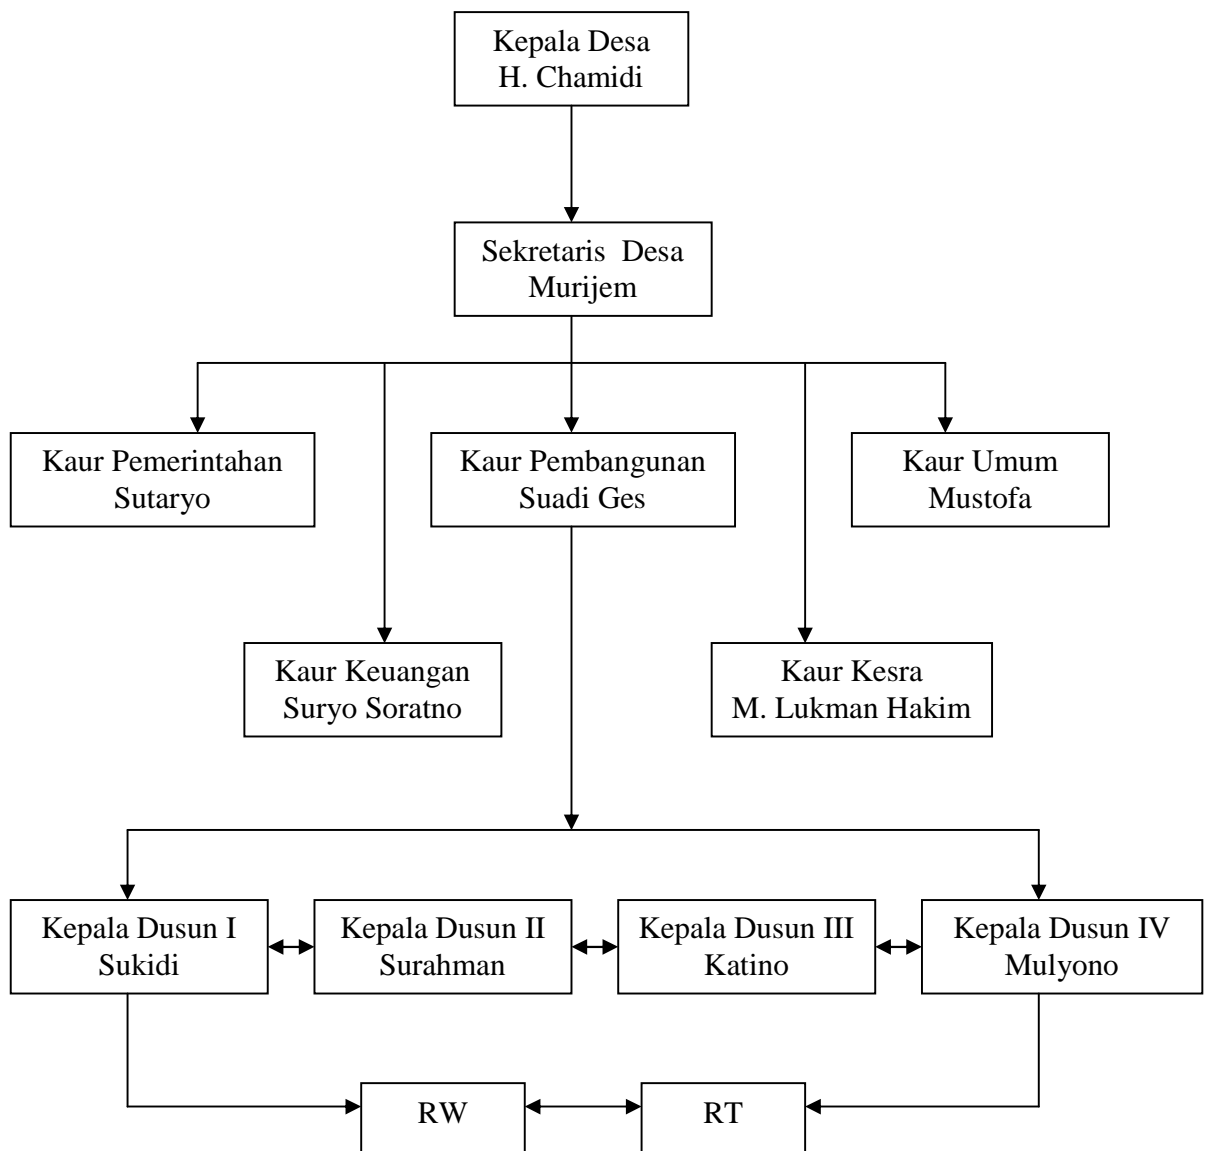 Kepala Desa
H. Chamidi
Sekretaris Desa
Murijem
Kaur Pemerintahan
Sutaryo
Kaur Pembangunan
Suadi Ges
Kaur Umum
Mustofa
Kaur Keuangan
Suryo Soratno
Kaur Kesra
M. Lukman Hakim
Kepala Dusun I
Sukidi
Kepala Dusun II
Surahman
Kepala Dusun III
Katino
Kepala Dusun IV
Mulyono
RW
RT